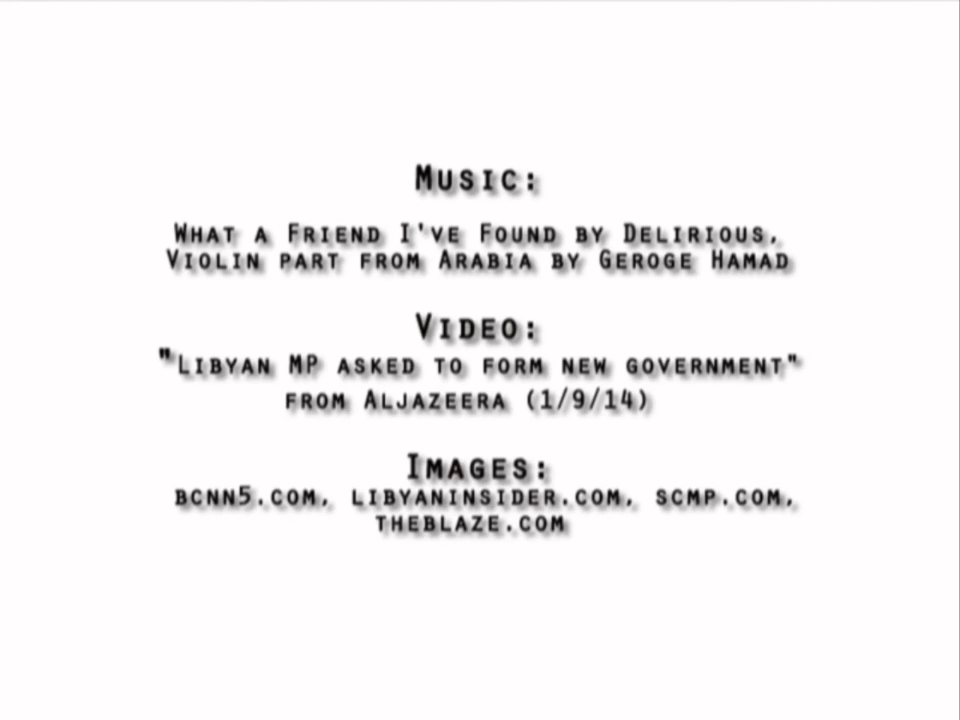 Music:
What a Friend I've Found by Delirious,
Violin part from Arabia by Geroge Hamad
Video:
"Libyan MP asked to form new government"
from Aljazeera (1/9/14)
Images:
bcnn5.com, libyaninsider.com, scmp.com,
theblaze.com